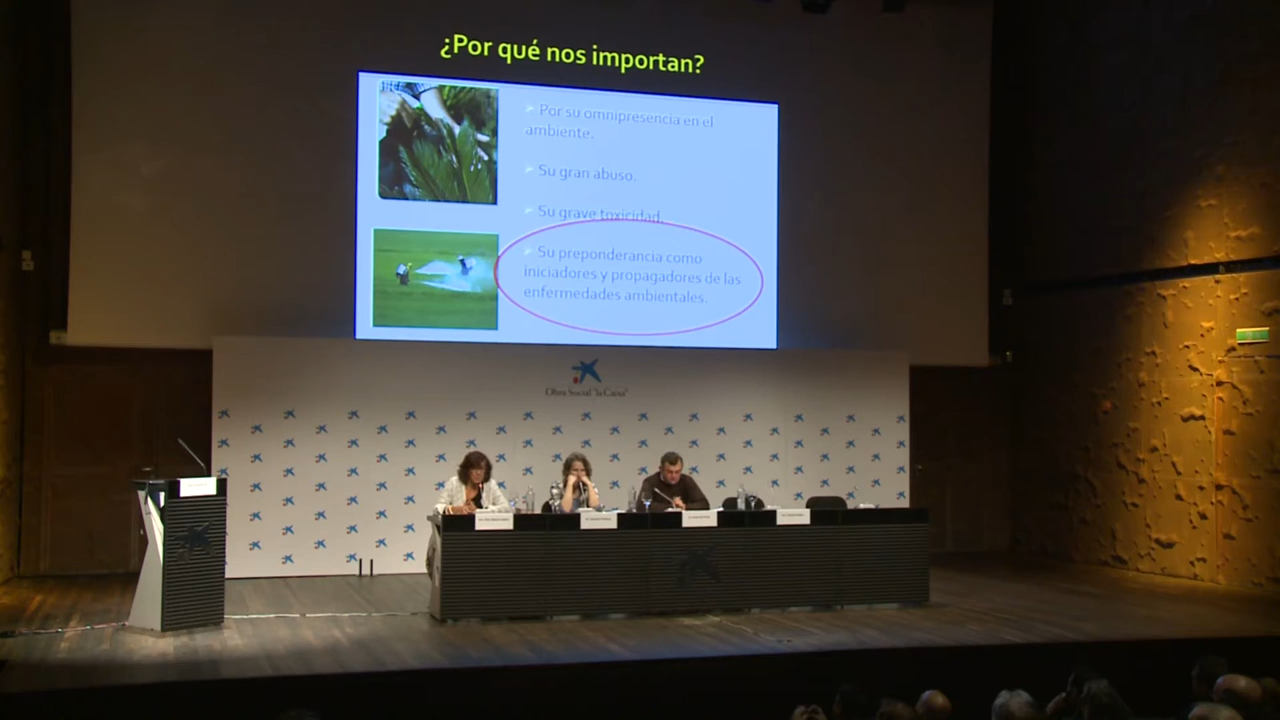 ¿Por qué nos importan?
➢ Por su omnipresencia en el
ambiente.
➢ Su gran abuso.
➢ Su grave toxicidad.
➢ Su preponderancia como
iniciadores y propagadores de las
enfermedades ambientales.
Obra Social "la Caixa"